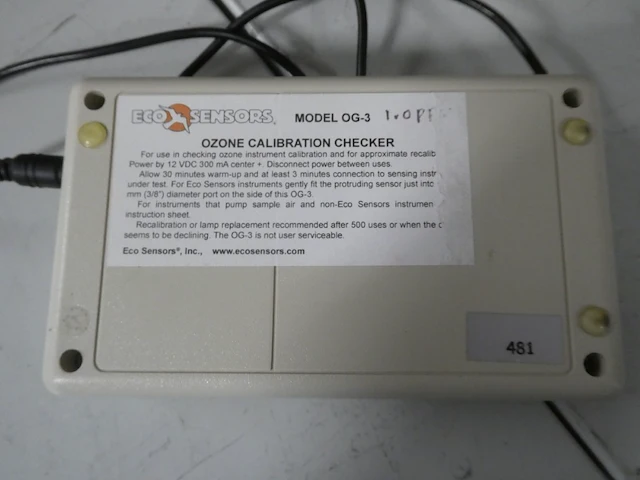 ECO SENSORS, MODEL OG-3
OZONE CALIBRATION CHECKER
For use in checking ozone instrument calibration and for approximate recalib
Power by 12 VDC 300 mA center +. Disconnect power between uses.
Allow 30 minutes warm-up and at least 3 minutes connection to sensing instr
under test. For Eco Sensors instruments gently fit the protruding sensor just into
mm (3/8") diameter port on the side of this OG-3.
For instruments that pump sample air and non-Eco Sensors instrumen
instruction sheet.
Recalibration or lamp replacement recommended after 500 uses or when the
seems to be declining. The OG-3 is not user serviceable.
Eco Sensors®, Inc., www.ecosensors.com
481